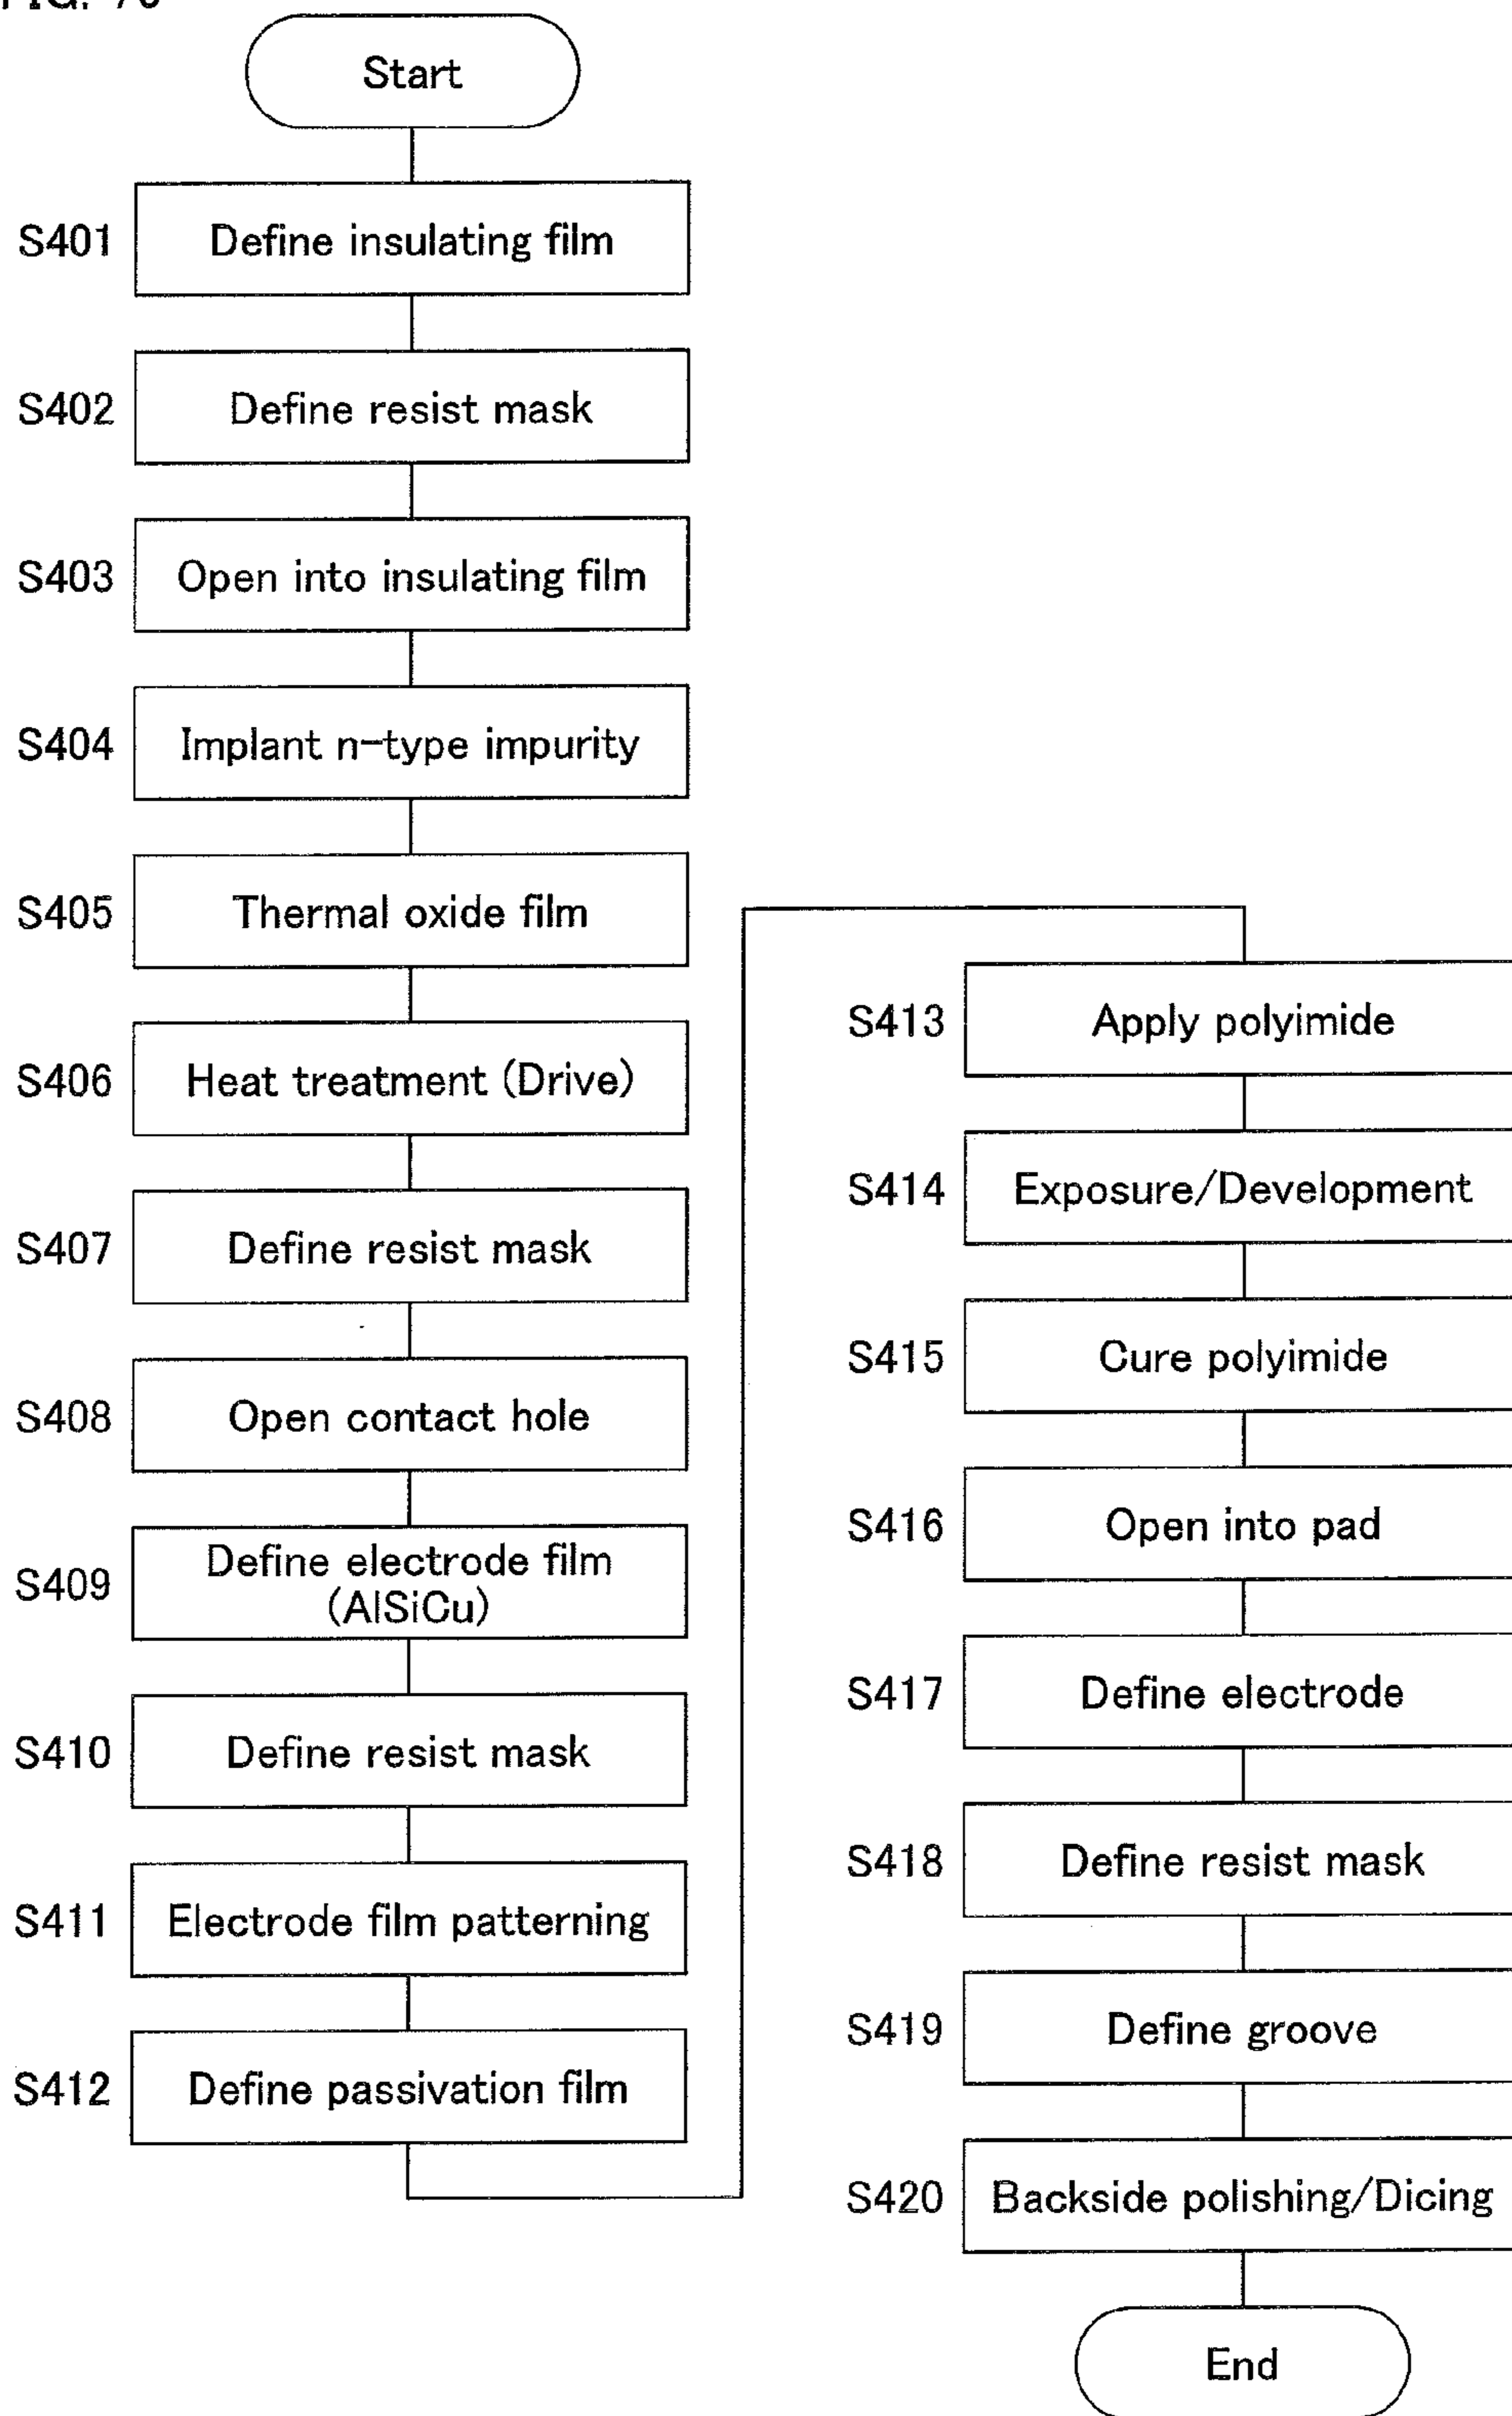 Start
S401 Define insulating film
S402 Define resist mask
S403 Open into insulating film
S404 Implant n-type impurity
S405 Thermal oxide film
S406 Heat treatment (Drive)
S407 Define resist mask
S408 Open contact hole
S409 Define electrode film
(AlSiCu)
S410 Define resist mask
S411 Electrode film patterning
S412 Define passivation film
S413 Apply polyimide
S414 Exposure/Development
S415 Cure polyimide
S416 Open into pad
S417 Define electrode
S418 Define resist mask
S419 Define groove
S420 Backside polishing/Dicing
End